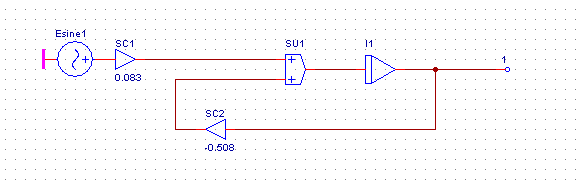 Esine1
SC1
0.083
SU1
+
+
I1
1
+
SC2
-0.508